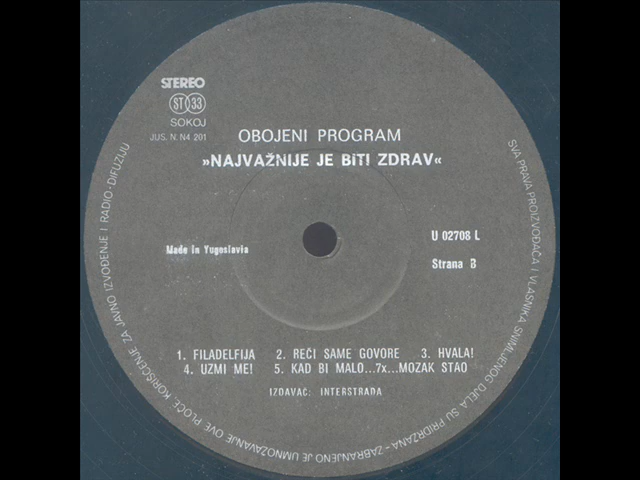 STEREO
ST 33
SOKOJ
JUS. N. N4 201
OBOJENI PROGRAM
»NAJVAŽNIJE JE BITI ZDRAV«
Made in Yugoslavia
U 02708 L
Strana B
1. FILADELFIJA 2. REČI SAME GOVORE 3. HVALA!
4. UZMI ME! 5. KAD BI MALO...7x...MOZAK STAO
IZDAVAČ: INTERSTRADA
SVA PRAVA PROIZVOĐAČA I VLASNIKA SNIMLJENOG DJELA SU PRIDRŽANA - ZABRANJENO JE UMNOŽAVANJE OVE PLOČE, KORIŠĆENJE ZA JAVNO IZVOĐENJE I RADIO-DIFUZIJU